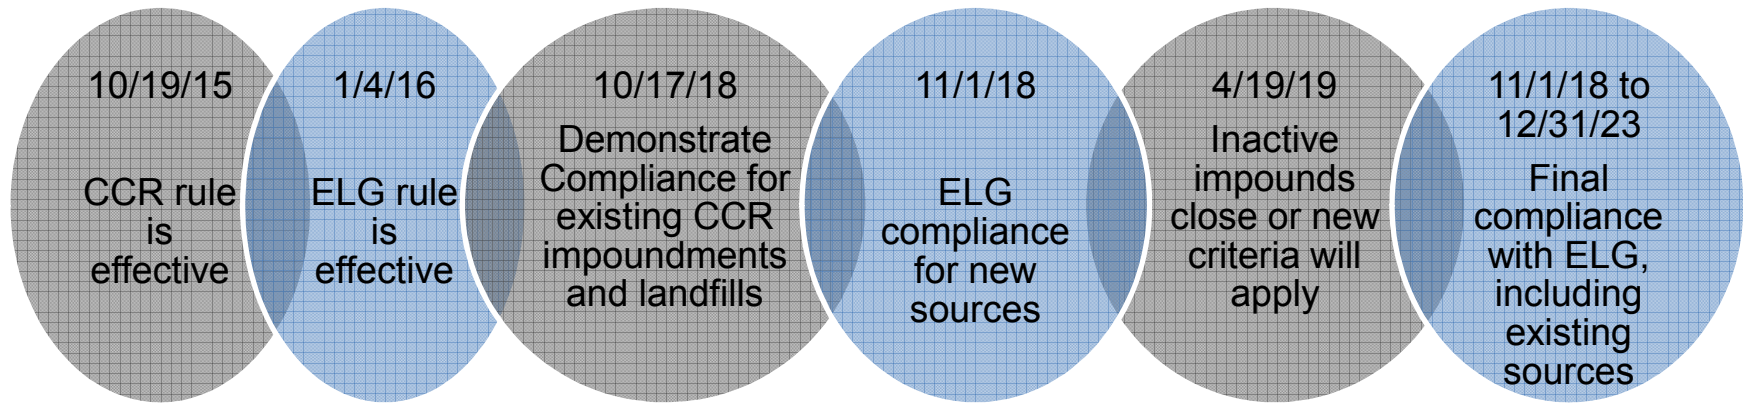 10/19/15
CCR rule
is
effective
1/4/16
ELG rule
is
effective
10/17/18
Demonstrate
Compliance for
existing CCR
impoundments
and landfills
11/1/18
ELG
compliance
for new
sources
4/19/19
Inactive
impounds
close or new
criteria will
apply
11/1/18 to
12/31/23
Final
compliance
with ELG,
including
existing
sources